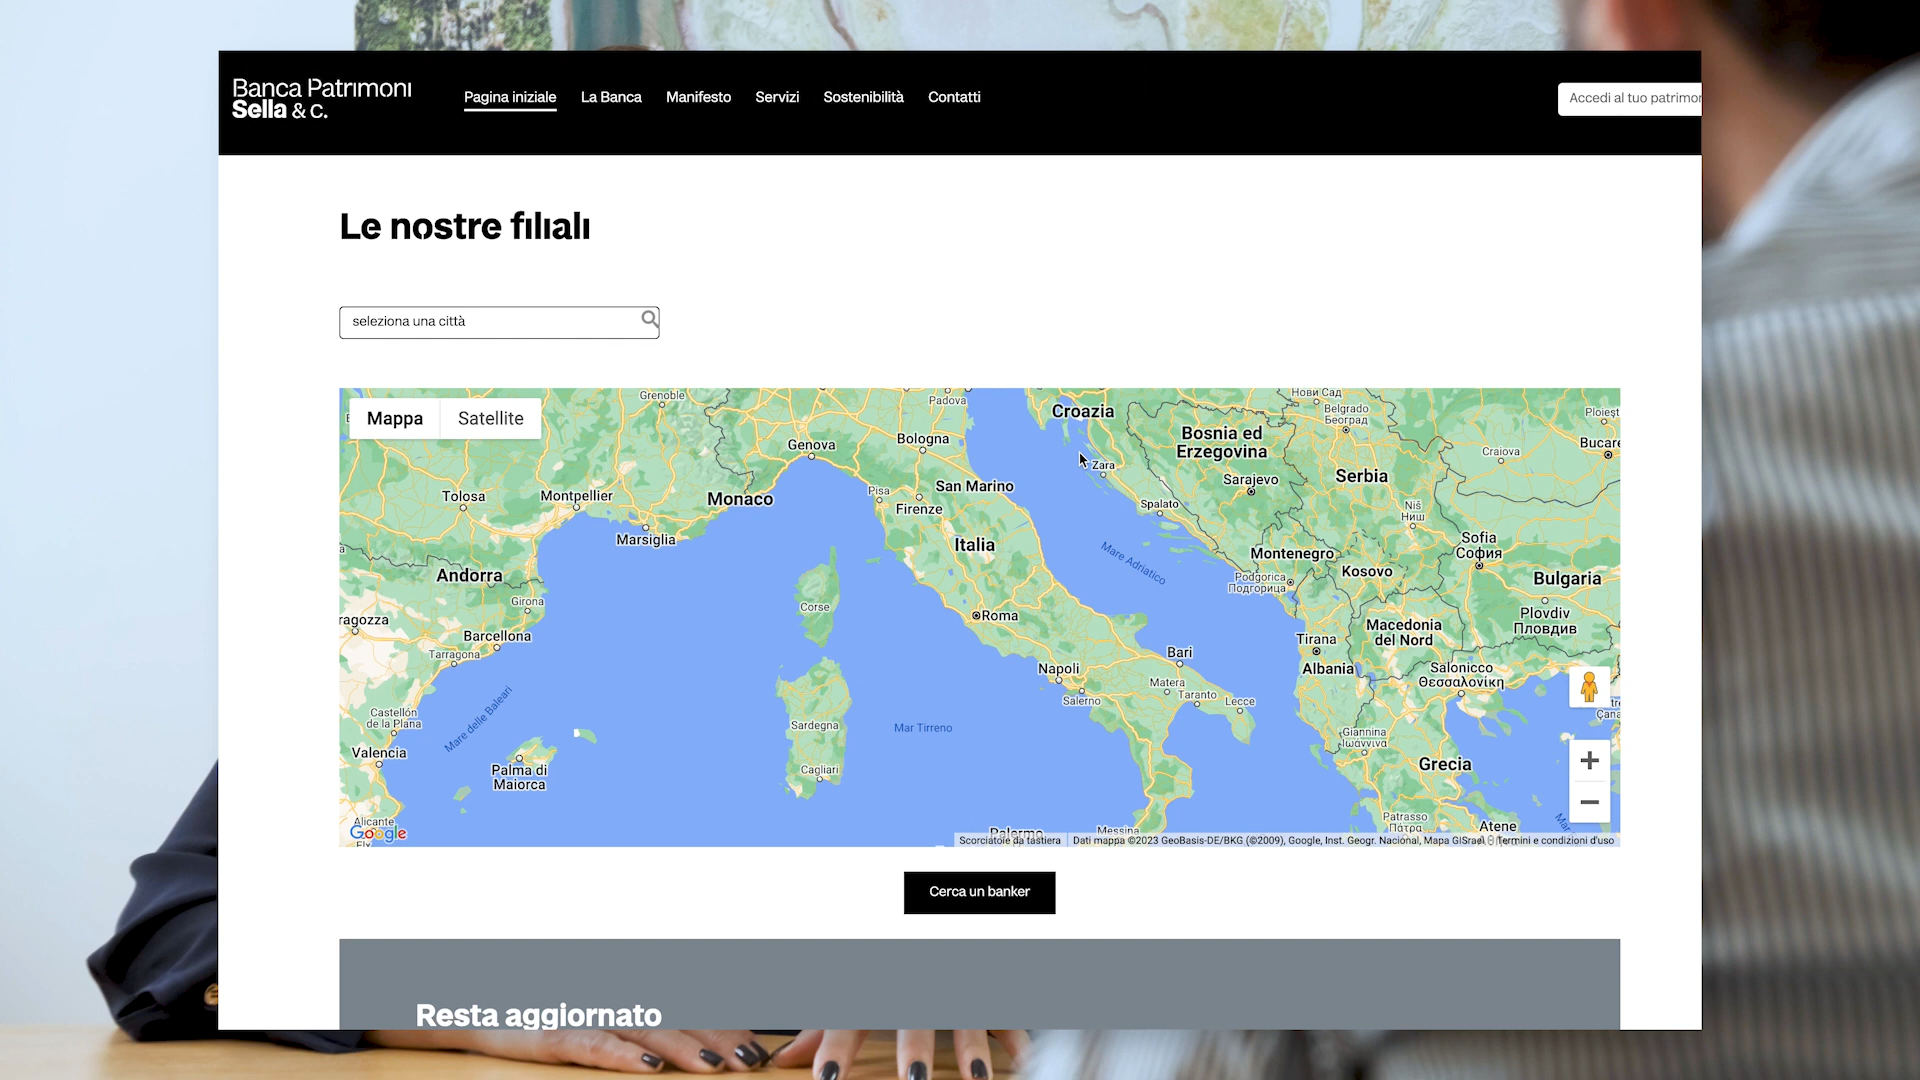 Banca Patrimoni
Sella & C.
Pagina iniziale
La Banca
Manifesto
Servizi
Sostenibilità
Contatti
Accedi al tuo patrimon
Le nostre filiali
seleziona una città
Mappa
Satellite
Grenoble
Padova
Croazia
Нови Сад
Belgrado
Београд
Ploieșt
Genova
Bologna
Bosnia ed
Erzegovina
Bucare
Craiova
Zara
Serbia
Sarajevo
Tolosa
Montpellier
Monaco
Pisa
San Marino
Firenze
Spalato
Niš
Ниш
Marsiglia
Italia
Mare Adriatico
Montenegro
Sofia
София
Andorra
Kosovo
Podgorica
Подгорица
Bulgaria
Girona
Corse
Roma
Plovdiv
Пловдив
ragozza
Barcellona
Tarragona
Macedonia
del Nord
Tirana
Bari
Napoli
Albania
Salonicco
Θεσσαλονίκη
Matera
Taranto
Salerno
Lecce
Castellón
de la Plana
Mare delle Baleari
Sardegna
Mar Tirreno
Giannina
Ιωαννινα
Çana
Valencia
Palma di
Maiorca
Cagliari
Grecia
Alicante
Google
Patrasso
Πάτρα
Atene
Mar
Palermo
Messina
Scorciatoie da tastiera
Dati mappa ©2023 GeoBasis-DE/BKG (©2009), Google, Inst. Geogr. Nacional, Mapa GISrael
Termini e condizioni d'uso
Cerca un banker
Resta aggiornato